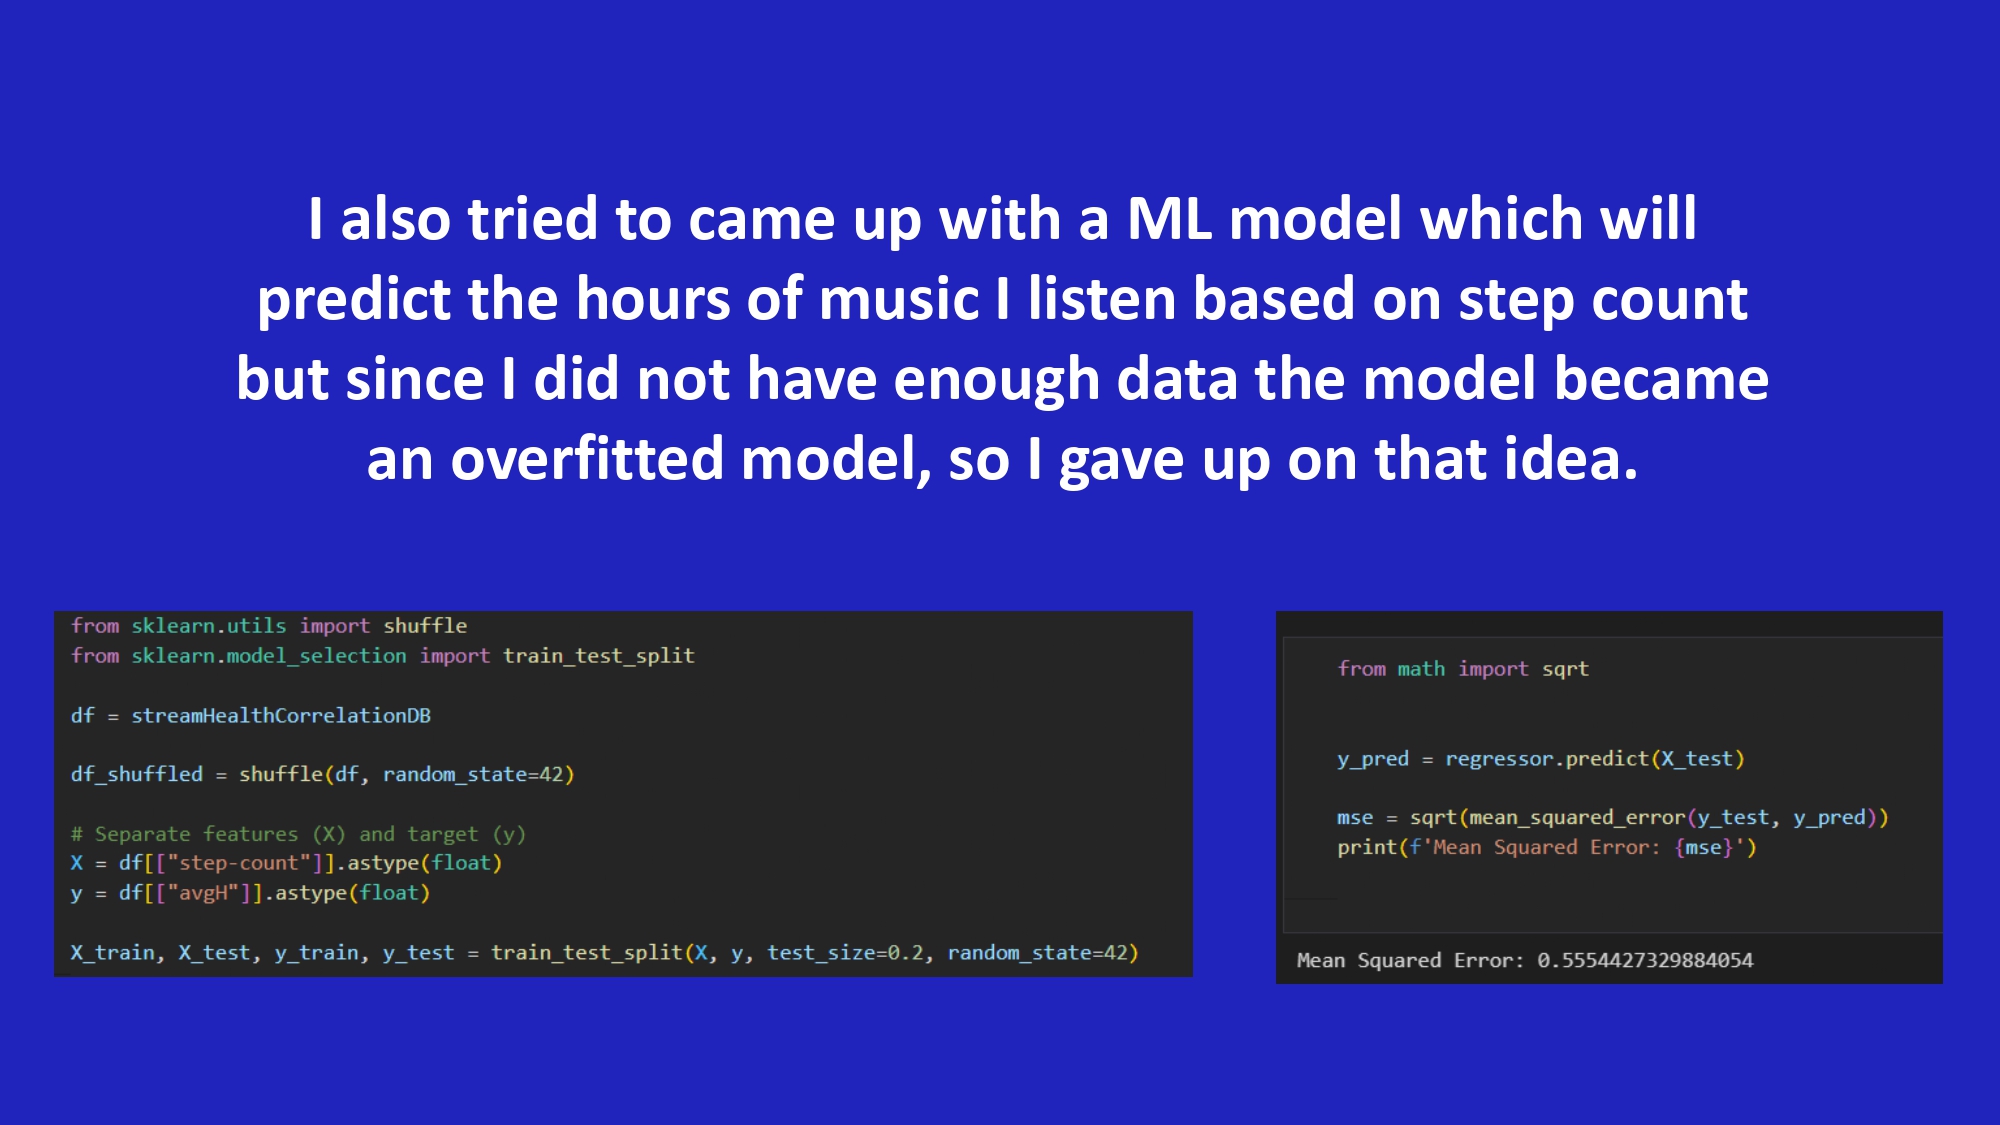 I also tried to came up with a ML model which will
predict the hours of music I listen based on step count
but since I did not have enough data the model became
an overfitted model, so I gave up on that idea.
from sklearn.utils import shuffle
from sklearn.model_selection import train_test_split
df = streamHealthCorrelationDB
df_shuffled = shuffle(df, random_state=42)
# Separate features (X) and target (y)
X = df[["step-count"]].astype(float)
y = df[["avgH"]].astype(float)
X_train, X_test, y_train, y_test = train_test_split(X, y, test_size=0.2, random_state=42)
from math import sqrt
y_pred = regressor.predict(X_test)
mse = sqrt(mean_squared_error(y_test, y_pred))
print(f'Mean Squared Error: {mse}')
Mean Squared Error: 0.5554427329884054